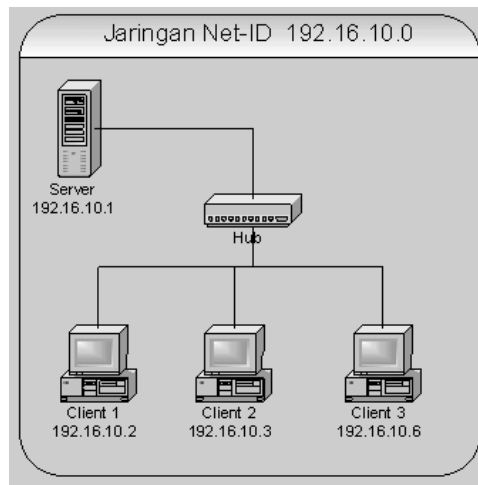 Jaringan Net-ID 192.16.10.0
Server
192.16.10.1
Hub
Client 1
192.16.10.2
Client 2
192.16.10.3
Client 3
192.16.10.6